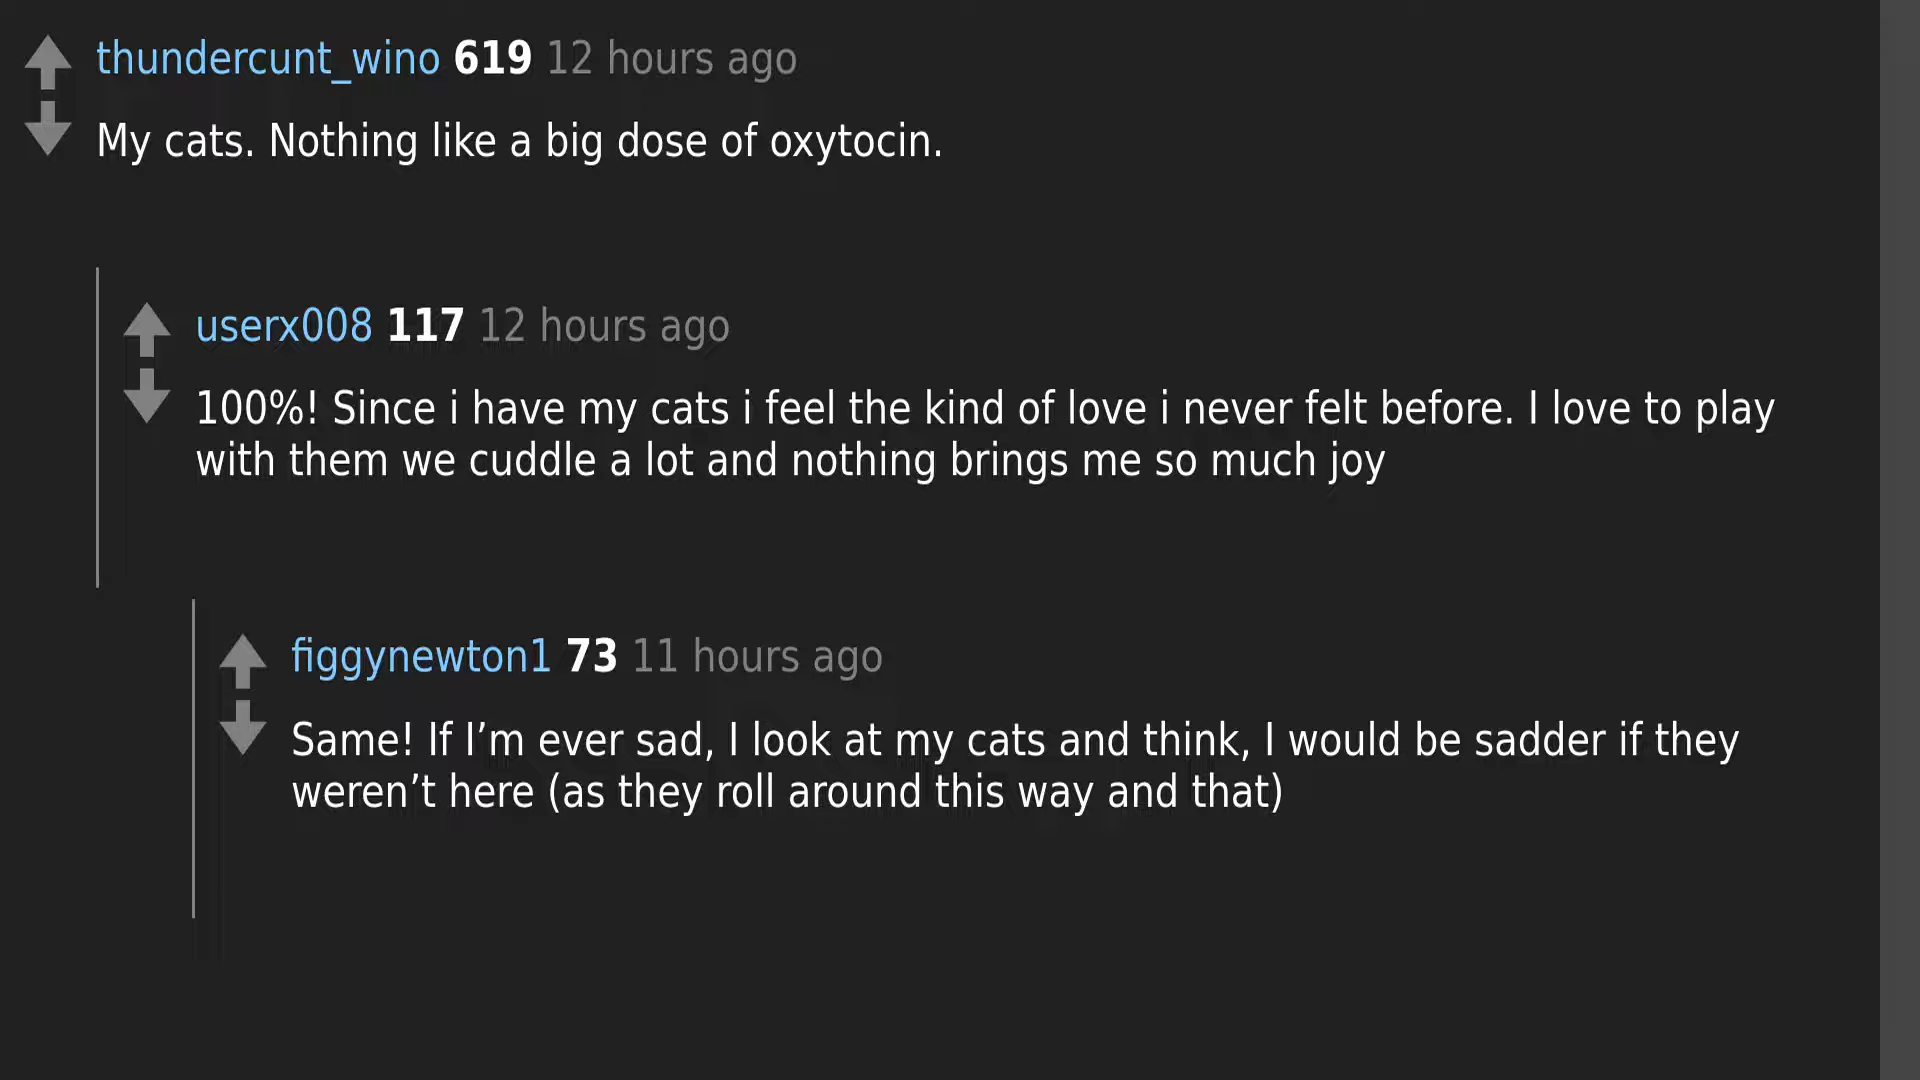 thundercunt_wino 619 12 hours ago
My cats. Nothing like a big dose of oxytocin.
userx008 117 12 hours ago
100%! Since i have my cats i feel the kind of love i never felt before. I love to play
with them we cuddle a lot and nothing brings me so much joy
figgynewton1 73 11 hours ago
Same! If I’m ever sad, I look at my cats and think, I would be sadder if they
weren’t here (as they roll around this way and that)